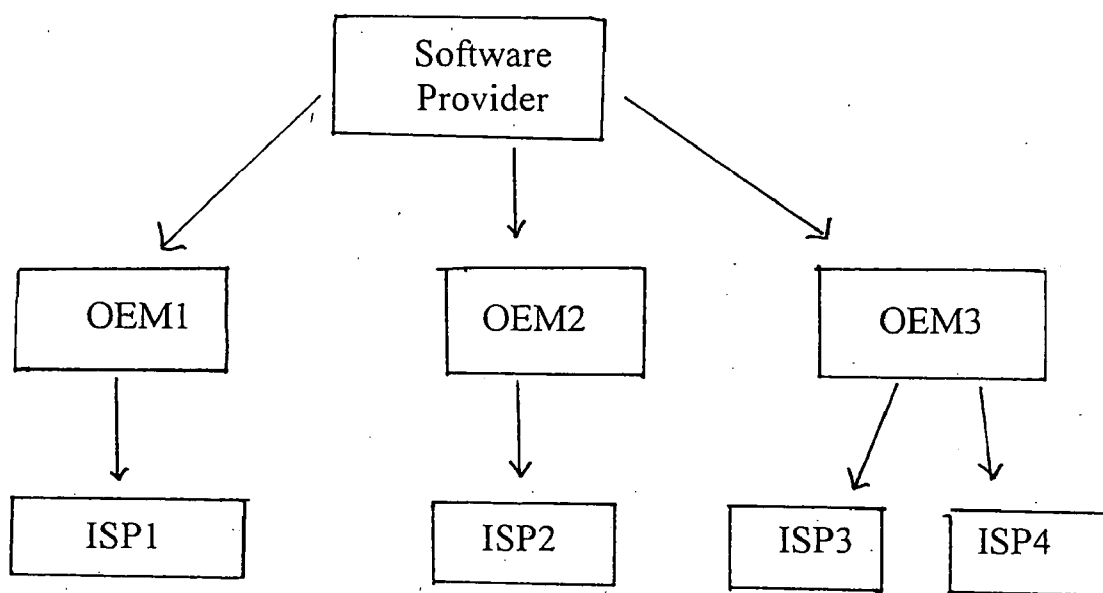 Software
Provider
OEM1
OEM2
OEM3
ISP1
ISP2
ISP3
ISP4